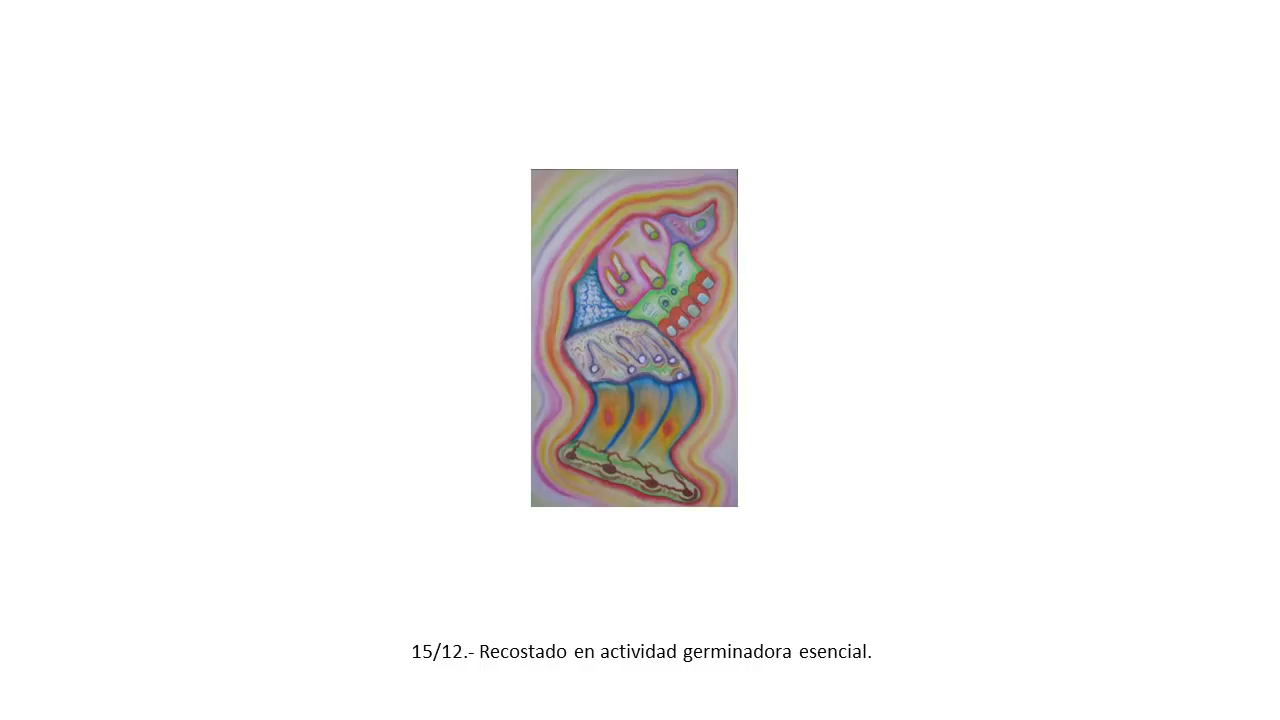 15/12.- Recostado en actividad germinadora esencial.